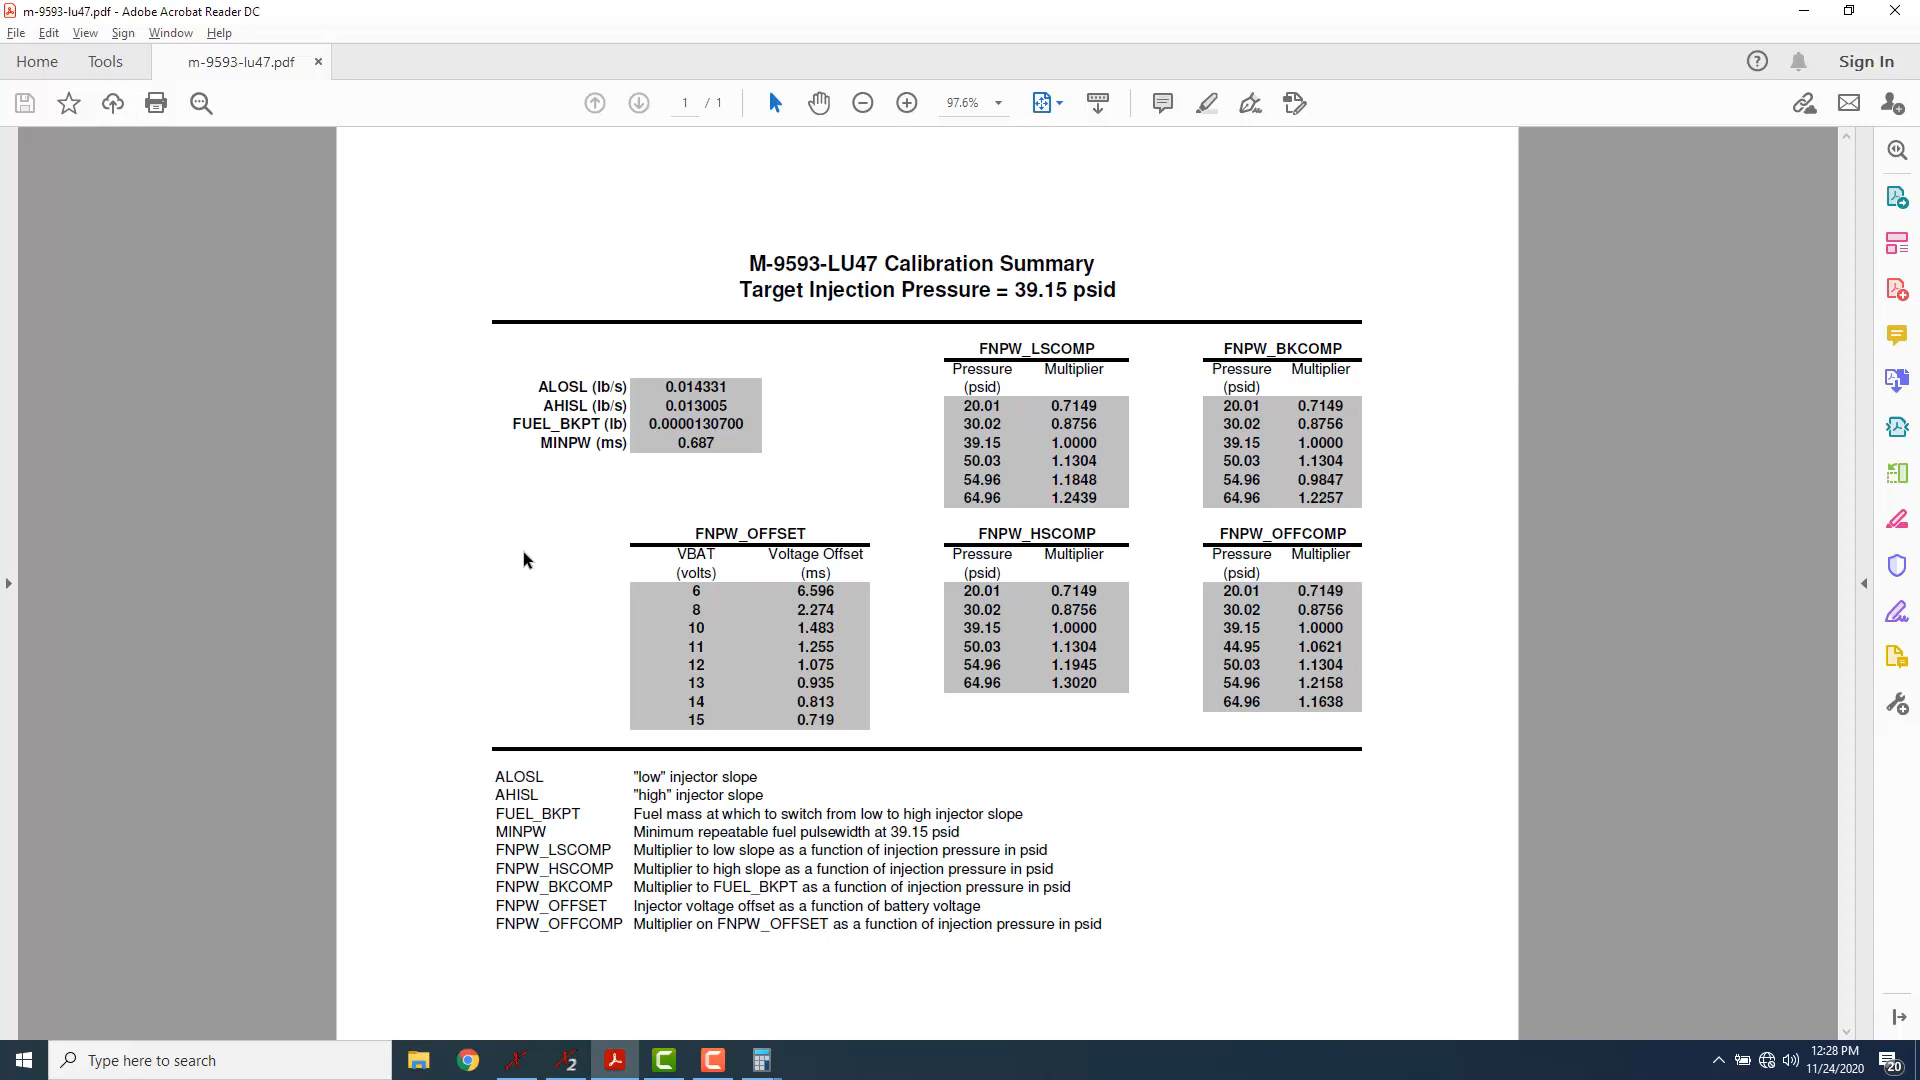 m-9593-lu47.pdf - Adobe Acrobat Reader DC
File Edit View Sign Window Help
Home Tools m-9593-lu47.pdf × Sign In
1 / 1 97.6%
M-9593-LU47 Calibration Summary
Target Injection Pressure = 39.15 psid
ALOSL (lb/s) 0.014331
AHISL (lb/s) 0.013005
FUEL_BKPT (lb) 0.0000130700
MINPW (ms) 0.687
FNPW_LSCOMP
Pressure Multiplier
(psid)
20.01 0.7149
30.02 0.8756
39.15 1.0000
50.03 1.1304
54.96 1.1848
64.96 1.2439
FNPW_BKCOMP
Pressure Multiplier
(psid)
20.01 0.7149
30.02 0.8756
39.15 1.0000
50.03 1.1304
54.96 0.9847
64.96 1.2257
FNPW_OFFSET
VBAT Voltage Offset
(volts) (ms)
6 6.596
8 2.274
10 1.483
11 1.255
12 1.075
13 0.935
14 0.813
15 0.719
FNPW_HSCOMP
Pressure Multiplier
(psid)
20.01 0.7149
30.02 0.8756
39.15 1.0000
50.03 1.1304
54.96 1.1945
64.96 1.3020
FNPW_OFFCOMP
Pressure Multiplier
(psid)
20.01 0.7149
30.02 0.8756
39.15 1.0000
44.95 1.0621
50.03 1.1304
54.96 1.2158
64.96 1.1638
ALOSL "low" injector slope
AHISL "high" injector slope
FUEL_BKPT Fuel mass at which to switch from low to high injector slope
MINPW Minimum repeatable fuel pulsewidth at 39.15 psid
FNPW_LSCOMP Multiplier to low slope as a function of injection pressure in psid
FNPW_HSCOMP Multiplier to high slope as a function of injection pressure in psid
FNPW_BKCOMP Multiplier to FUEL_BKPT as a function of injection pressure in psid
FNPW_OFFSET Injector voltage offset as a function of battery voltage
FNPW_OFFCOMP Multiplier on FNPW_OFFSET as a function of injection pressure in psid
Type here to search
2
12:28 PM
11/24/2020
20